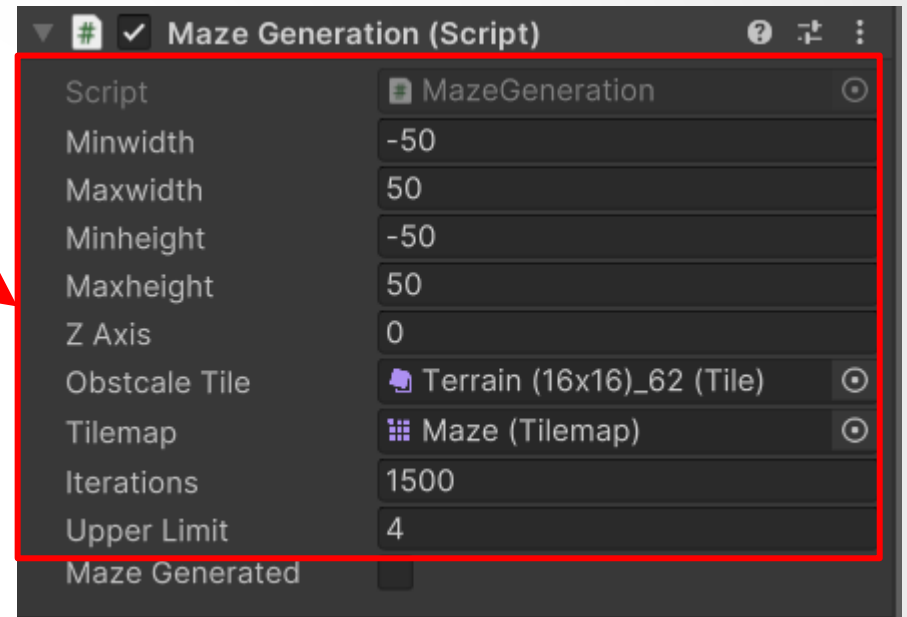 Maze Generation (Script)
Script # MazeGeneration
Minwidth -50
Maxwidth 50
Minheight -50
Maxheight 50
Z Axis 0
Obstcale Tile Terrain (16x16)_62 (Tile)
Tilemap Maze (Tilemap)
Iterations 1500
Upper Limit 4
Maze Generated